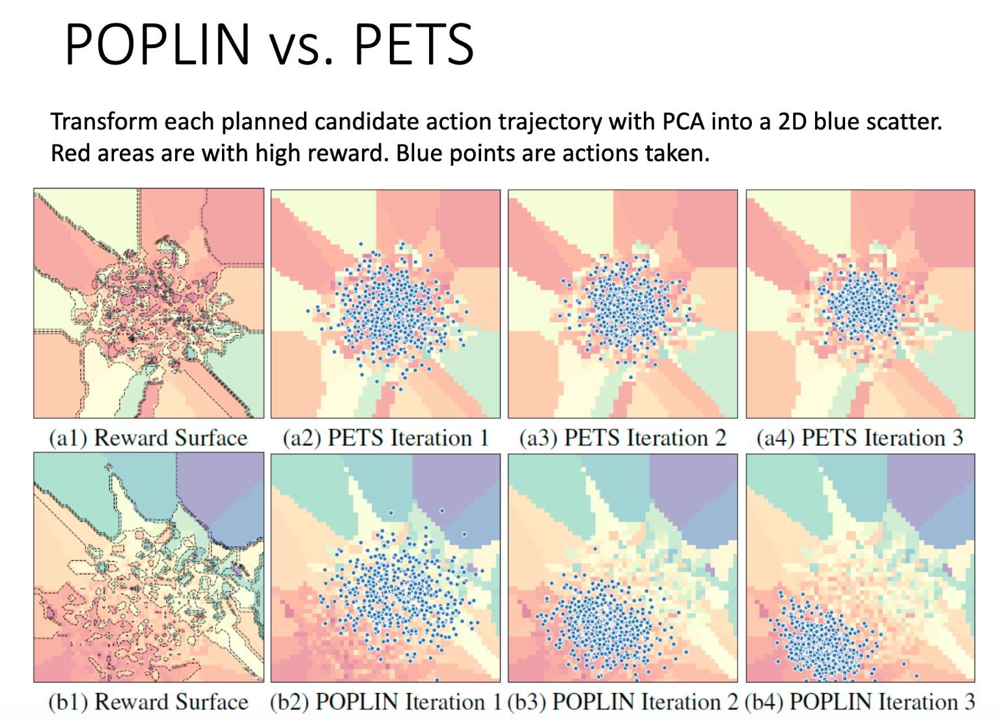 POPLIN vs. PETS
Transform each planned candidate action trajectory with PCA into a 2D blue scatter.
Red areas are with high reward. Blue points are actions taken.
(a1) Reward Surface
(a2) PETS Iteration 1
(a3) PETS Iteration 2
(a4) PETS Iteration 3
(b1) Reward Surface
(b2) POPLIN Iteration 1
(b3) POPLIN Iteration 2
(b4) POPLIN Iteration 3